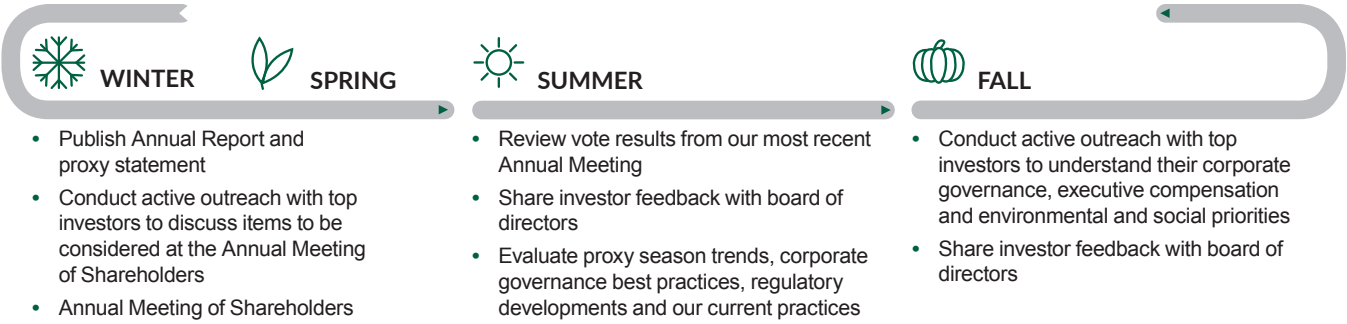 WINTER
SPRING
• Publish Annual Report and
proxy statement
• Conduct active outreach with top
investors to discuss items to be
considered at the Annual Meeting
of Shareholders
• Annual Meeting of Shareholders
SUMMER
• Review vote results from our most recent
Annual Meeting
• Share investor feedback with board of
directors
• Evaluate proxy season trends, corporate
governance best practices, regulatory
developments and our current practices
FALL
• Conduct active outreach with top
investors to understand their corporate
governance, executive compensation
and environmental and social priorities
• Share investor feedback with board of
directors